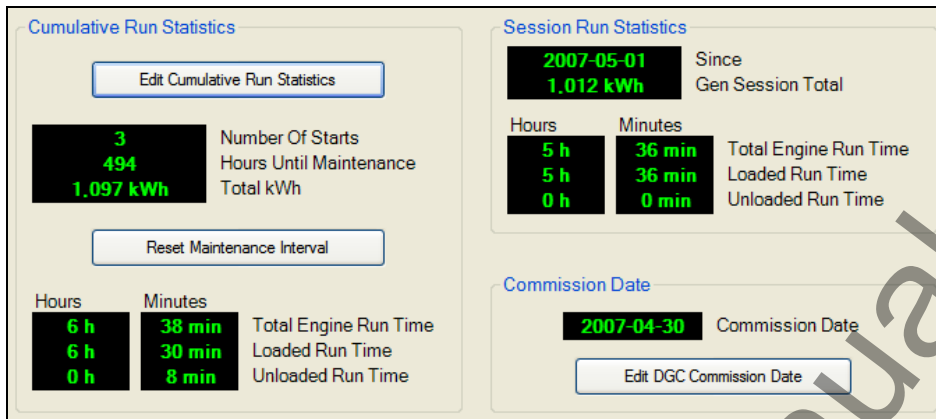 Cumulative Run Statistics
Edit Cumulative Run Statistics
3 Number Of Starts
494 Hours Until Maintenance
1.097 kWh Total kWh
Reset Maintenance Interval
Hours Minutes
6 h 38 min Total Engine Run Time
6 h 30 min Loaded Run Time
0 h 8 min Unloaded Run Time
Session Run Statistics
2007-05-01 Since
1.012 kWh Gen Session Total
Hours Minutes
5 h 36 min Total Engine Run Time
5 h 36 min Loaded Run Time
0 h 0 min Unloaded Run Time
Commission Date
2007-04-30 Commission Date
Edit DGC Commission Date